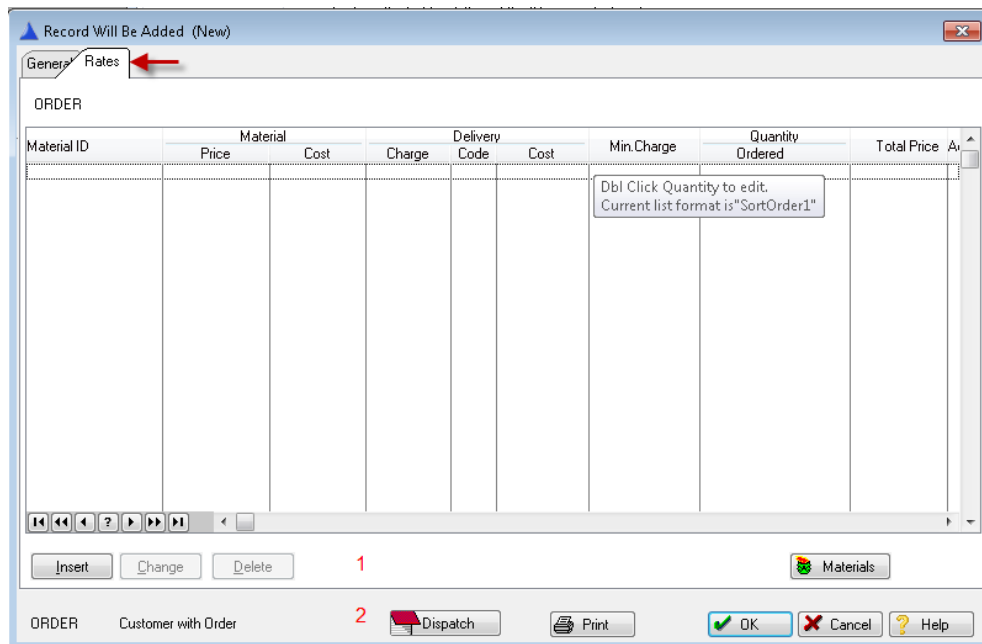 Record Will Be Added (New)
General Rates
ORDER
Material ID Material Delivery Min.Charge Quantity Total Price
Price Cost Charge Code Cost Ordered
Dbl Click Quantity to edit.
Current list format is"SortOrder1"
?
Insert Change Delete 1 Materials
ORDER Customer with Order 2 Dispatch Print OK Cancel ? Help